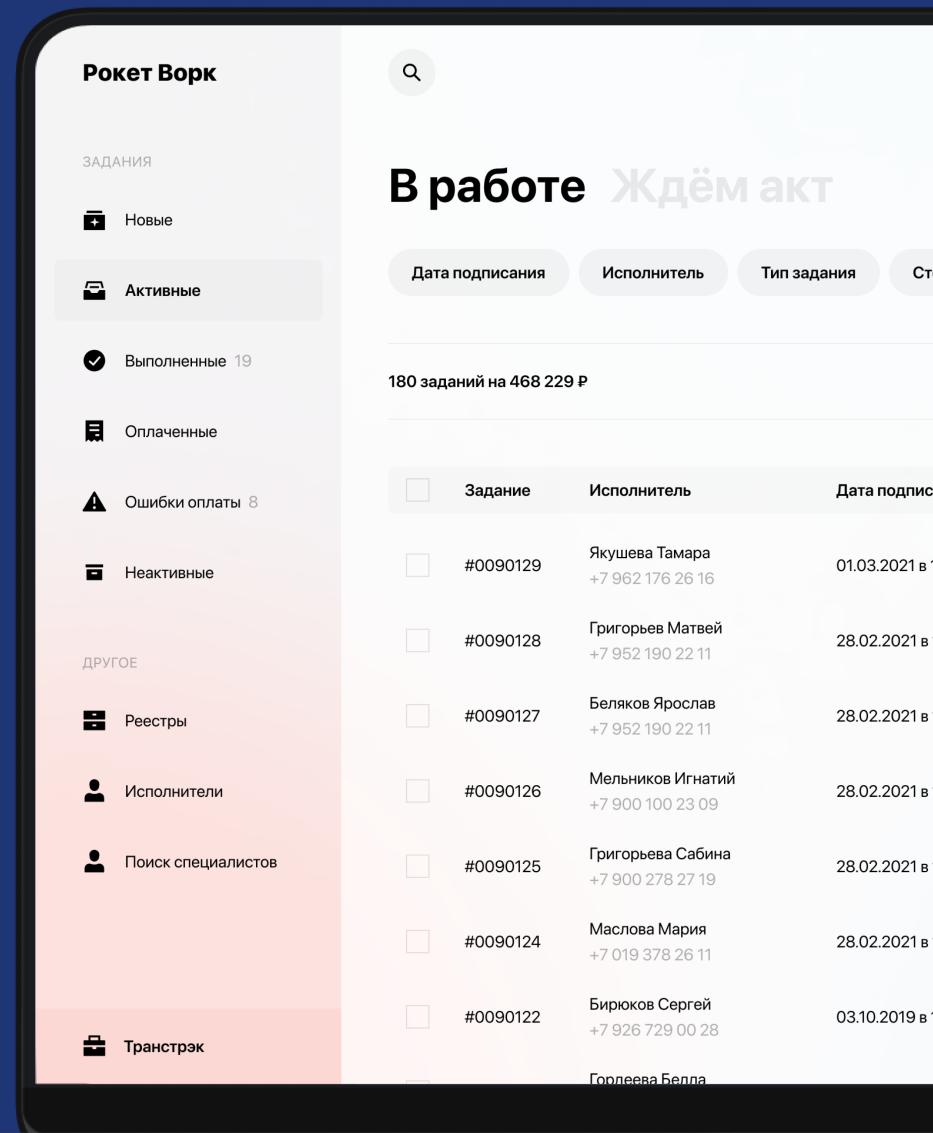 Рокет Ворк
ЗАДАНИЯ
Новые
Активные
Выполненные 19
Оплаченные
Ошибки оплаты 8
Неактивные
ДРУГОЕ
Реестры
Исполнители
Поиск специалистов
Транстрэк
В работе Ждём акт
Дата подписания Исполнитель Тип задания
180 заданий на 468 229 ₽
Задание Исполнитель Дата подпис
#0090129 Якушева Тамара 01.03.2021 в
+7 962 176 26 16
#0090128 Григорьев Матвей 28.02.2021 в
+7 952 190 22 11
#0090127 Беляков Ярослав 28.02.2021 в
+7 952 190 22 11
#0090126 Мельников Игнатий 28.02.2021 в
+7 900 100 23 09
#0090125 Григорьева Сабина 28.02.2021 в
+7 900 278 27 19
#0090124 Маслова Мария 28.02.2021 в
+7 019 378 26 11
#0090122 Бирюков Сергей 03.10.2019 в
+7 926 729 00 28
Гордеева Белла